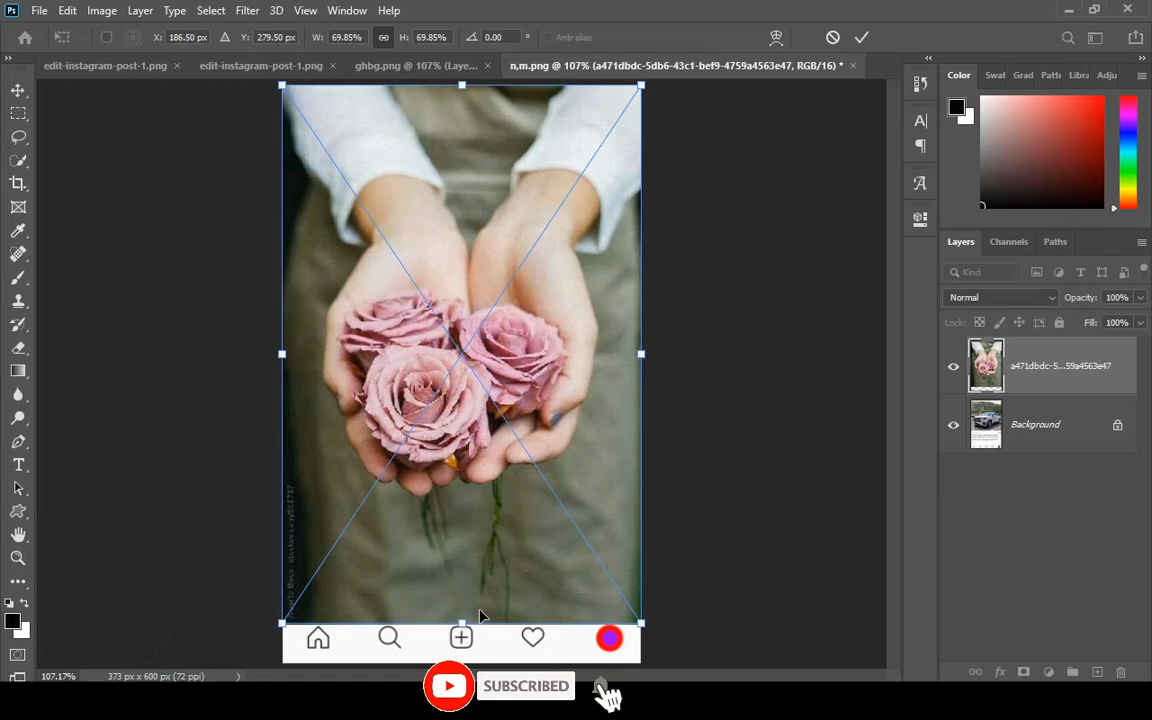 Ps File Edit Image Layer Type Select Filter 3D View Window Help
X: 186.50 px Y: 279.50 px W: 69.85% H: 69.85% 0.00 ° Anti-alias
edit-instagram-post-1.png × edit-instagram-post-1.png × ghbg.png @ 107% (Laye... × n,m.png @ 107% (a471dbdc-5db6-43c1-bef9-4759a4563e47, RGB/16) * ×
Color Swat Grad Patt Libra Adju
Layers Channels Paths
Kind
Normal Opacity: 100%
Lock: Fill: 100%
a471dbdc-5...59a4563e47
Background
107.17% 373 px x 600 px (72 ppi)
SUBSCRIBED